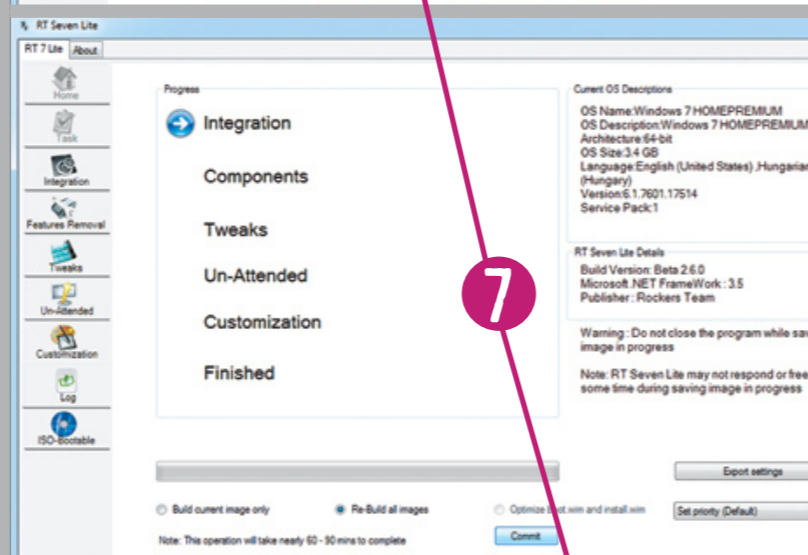 RT Seven Lite
RT 7 Lite About
Home
Task
Integration
Features Removal
Tweaks
Un-Attended
Customization
Log
ISO-Bootable
Progress
Integration
Components
Tweaks
Un-Attended
Customization
Finished
7
Current OS Descriptions
OS Name:Windows 7 HOMEPREMIUM
OS Description:Windows 7 HOMEPREMIUM
Architecture:64-bit
OS Size:3.4 GB
Language:English (United States) ,Hungarian
(Hungary)
Version:6.1.7601.17514
Service Pack:1
RT Seven Lite Details
Build Version: Beta 2.6.0
Microsoft .NET FrameWork : 3.5
Publisher : Rockers Team
Warning : Do not close the program while sav
image in progress
Note: RT Seven Lite may not respond or free
some time during saving image in progress
Export settings
Build current image only Re-Build all images Optimize boot.wim and install.wim Set priority (Default)
Note: This operation will take nearly 60 - 90 mins to complete Commit